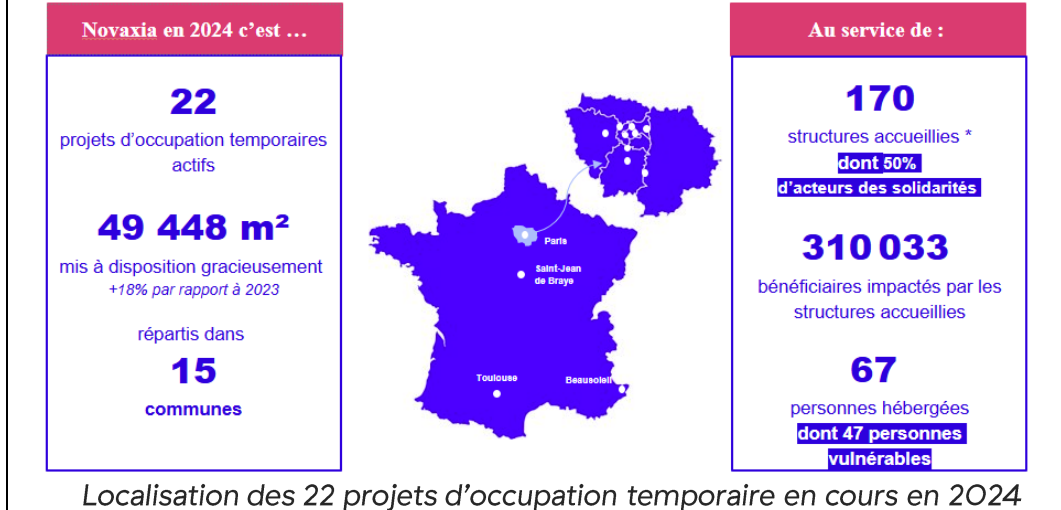 Novaxia en 2024 c’est …
22
projets d’occupation temporaires
actifs
49 448 m²
mis à disposition gracieusement
+18% par rapport à 2023
répartis dans
15
communes
Paris
Saint-Jean
de Braye
Toulouse
Beausoleil
Au service de :
170
structures accueillies *
dont 50%
d’acteurs des solidarités
310 033
bénéficiaires impactés par les
structures accueillies
67
personnes hébergées
dont 47 personnes
vulnérables
Localisation des 22 projets d’occupation temporaire en cours en 2024